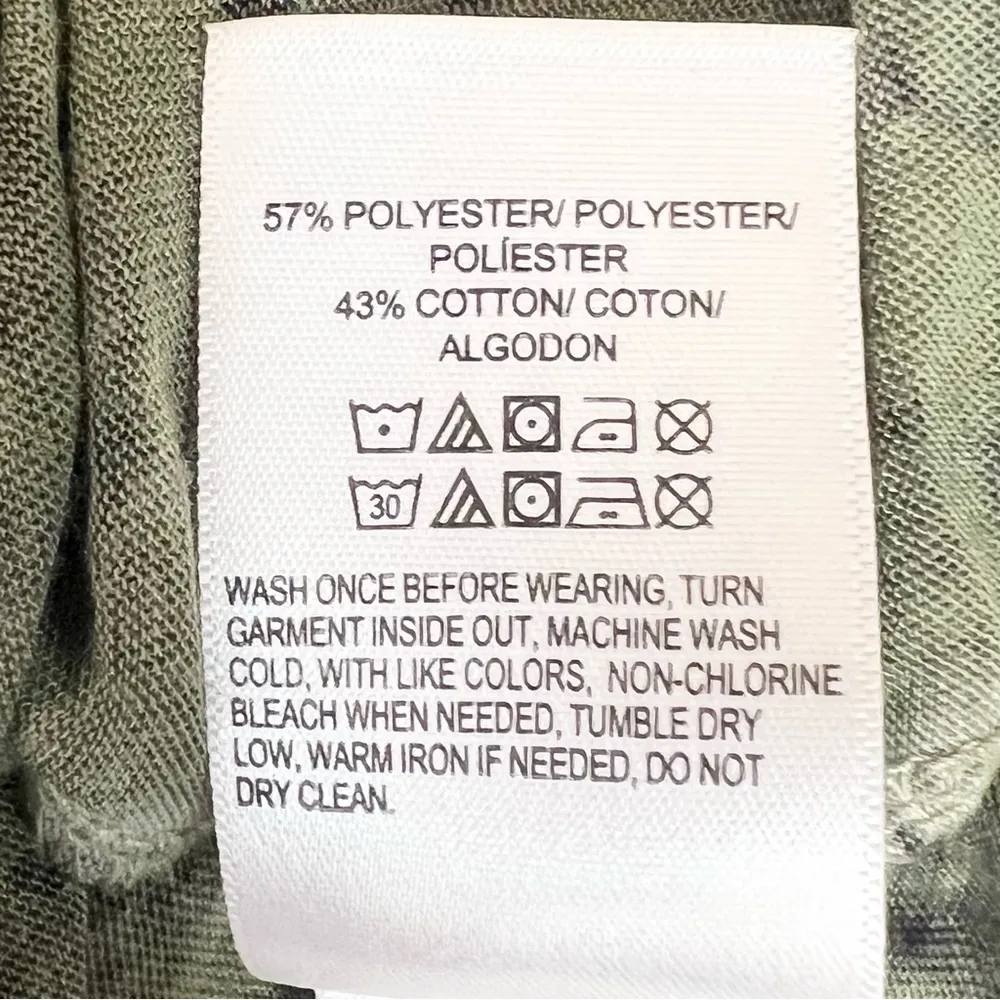 57% POLYESTER/ POLYESTER/
POLÍESTER
43% COTTON/ COTON/
ALGODON
30
WASH ONCE BEFORE WEARING, TURN
GARMENT INSIDE OUT, MACHINE WASH
COLD, WITH LIKE COLORS, NON-CHLORINE
BLEACH WHEN NEEDED, TUMBLE DRY
LOW, WARM IRON IF NEEDED, DO NOT
DRY CLEAN.